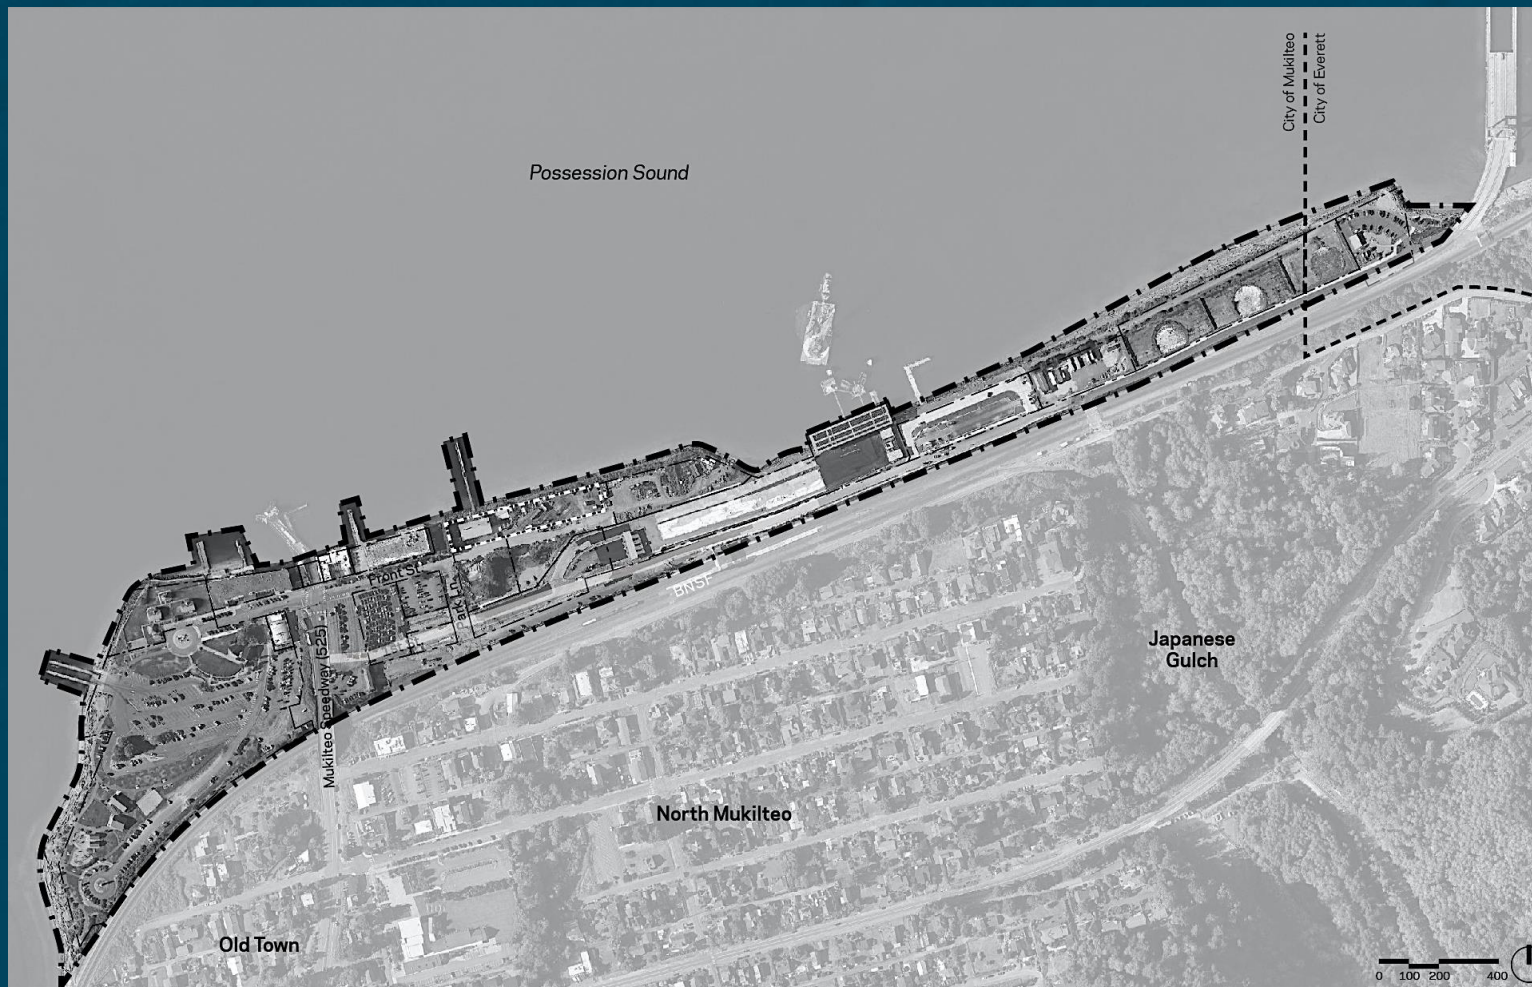 City of Mukilteo
City of Everett
Possession Sound
Front St
Park Ln
Mukilteo Speedway (525)
BNSF
Japanese
Gulch
North Mukilteo
Old Town
0 100 200 400